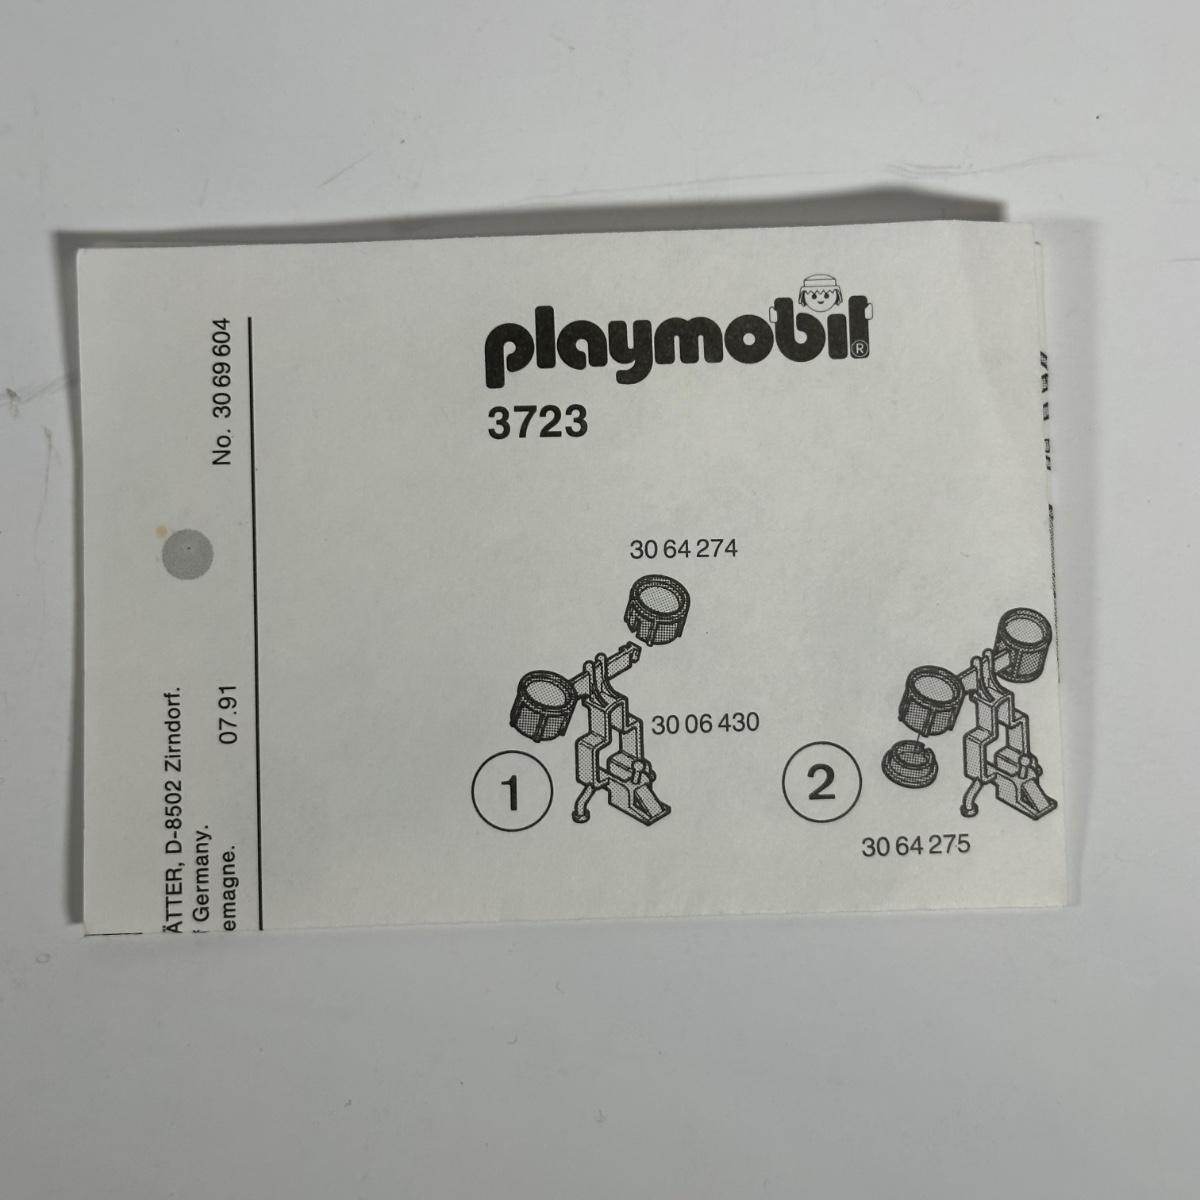 playmobil®
3723
30 64 274
30 06 430
1
2
30 64 275
No. 30 69 604
07.91
ÄTTER, D-8502 Zirndorf.
Germany.
emagne.